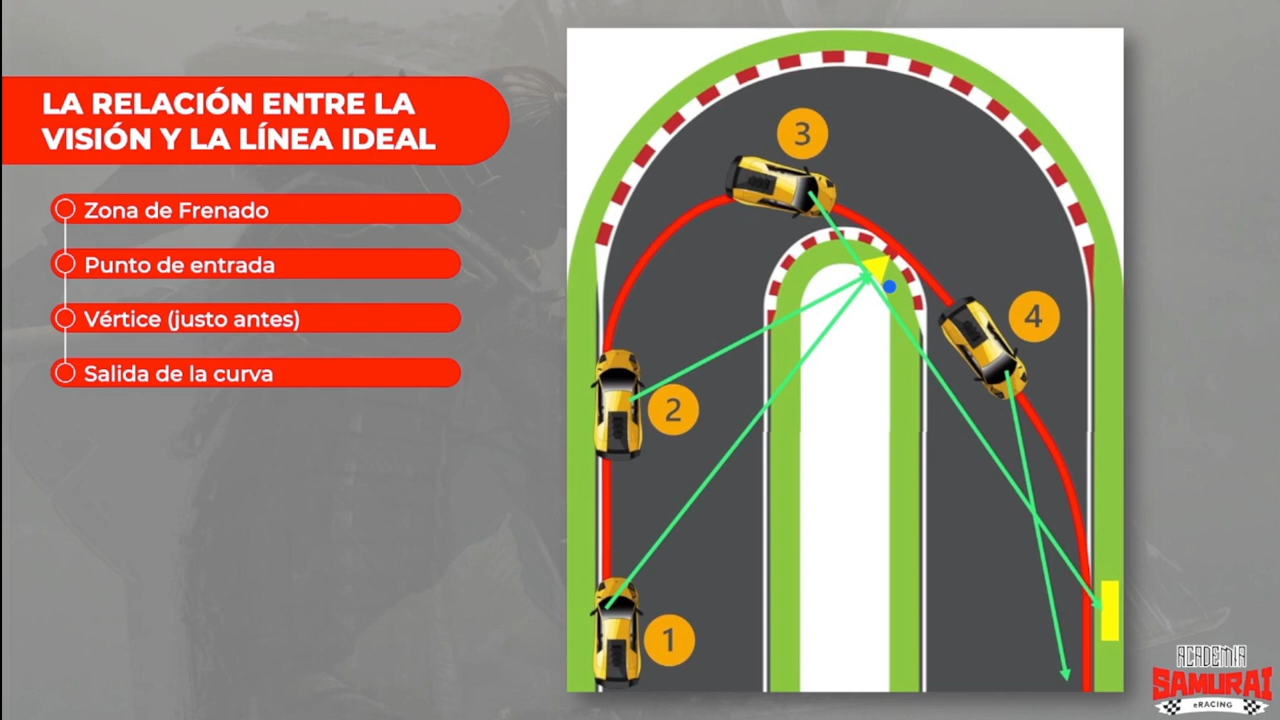 LA RELACIÓN ENTRE LA
VISIÓN Y LA LÍNEA IDEAL
Zona de Frenado
Punto de entrada
Vértice (justo antes)
Salida de la curva
3
4
2
1
ACADEMIA
SAMURAI
eRACING